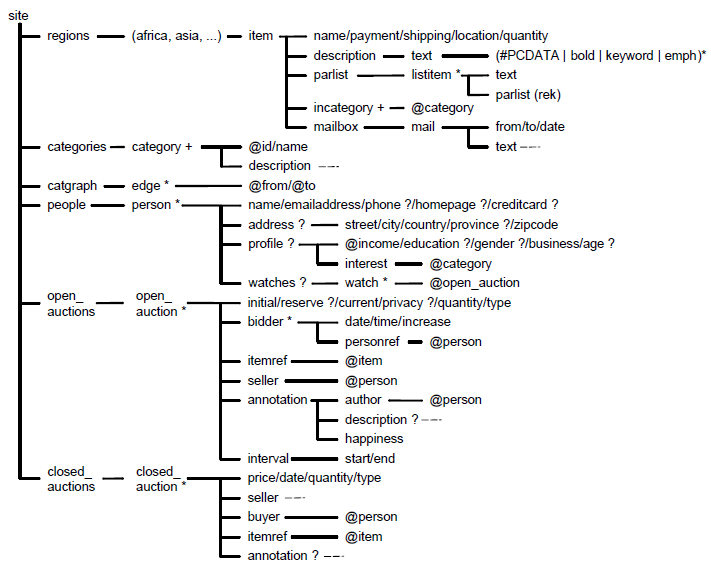 site
regions (africa, asia, ...) item name/payment/shipping/location/quantity
description text (#PCDATA | bold | keyword | emph)*
parlist listitem * text
parlist (rek)
incategory + @category
mailbox mail from/to/date
text
categories category + @id/name
description
catgraph edge * @from/@to
people person * name/emailaddress/phone ?/homepage ?/creditcard ?
address ? street/city/country/province ?/zipcode
profile ? @income/education ?/gender ?/business/age ?
interest @category
watches ? watch * @open_auction
open_ open_ initial/reserve ?/current/privacy ?/quantity/type
auctions auction *
bidder * date/time/increase
personref @person
itemref @item
seller @person
annotation author @person
description ?
happiness
interval start/end
closed_ closed_ price/date/quantity/type
auctions auction *
seller
buyer @person
itemref @item
annotation ?